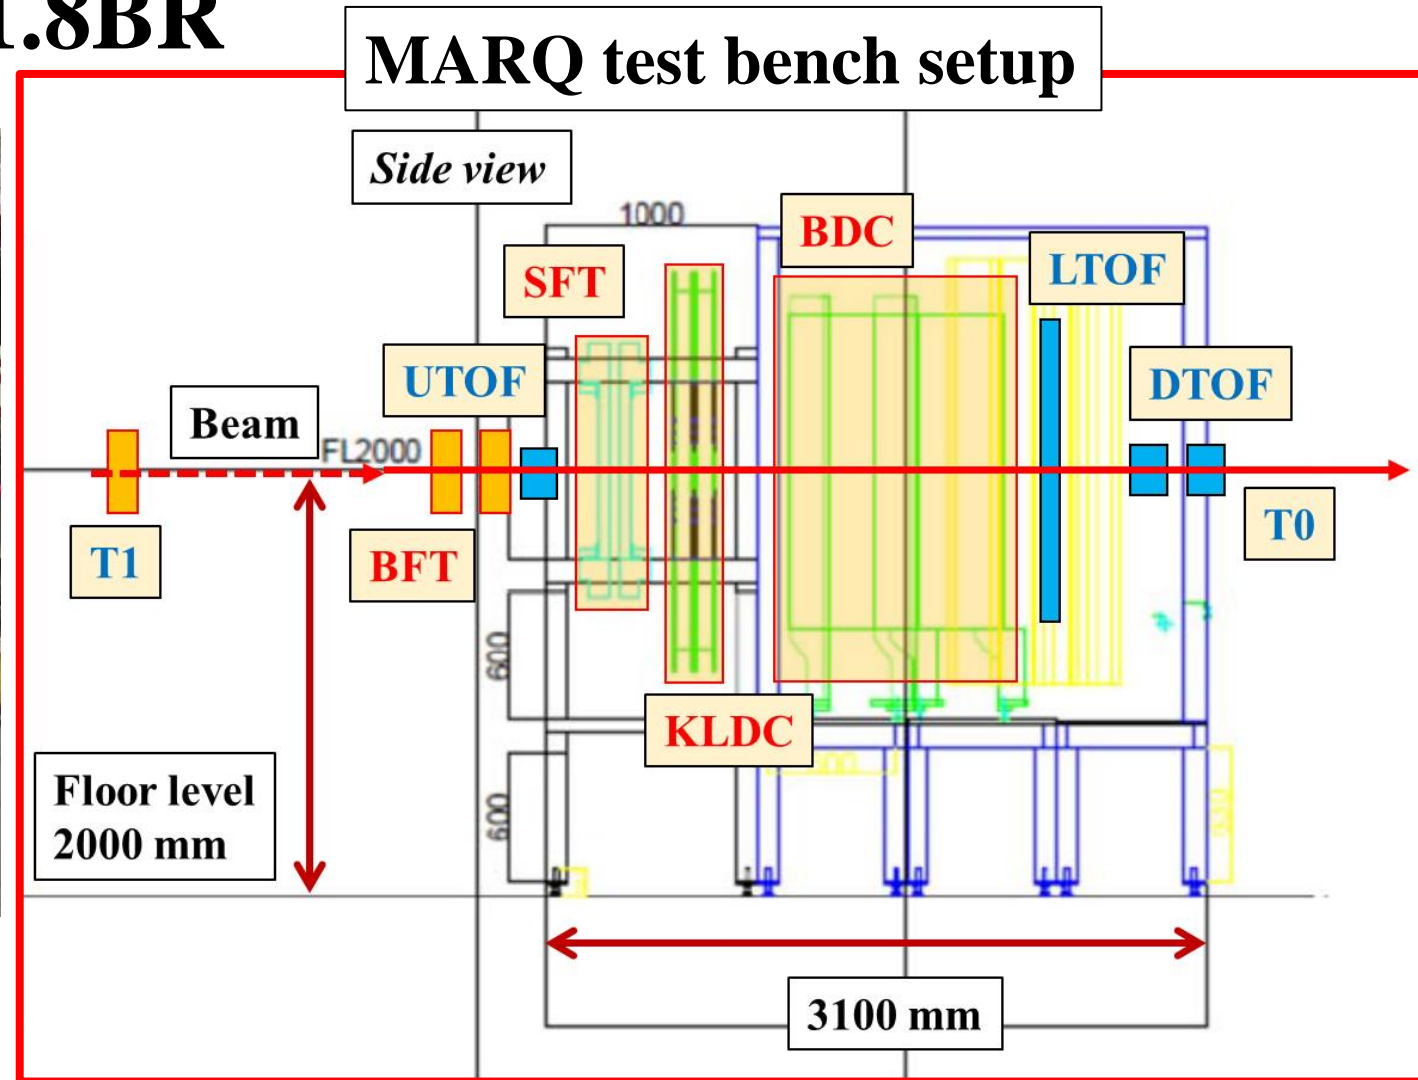 1.8BR
MARQ test bench setup
Side view
1000
BDC
SFT
LTOF
UTOF
DTOF
Beam
FL2000
T1
BFT
T0
600
KLDC
600
Floor level
2000 mm
3100 mm